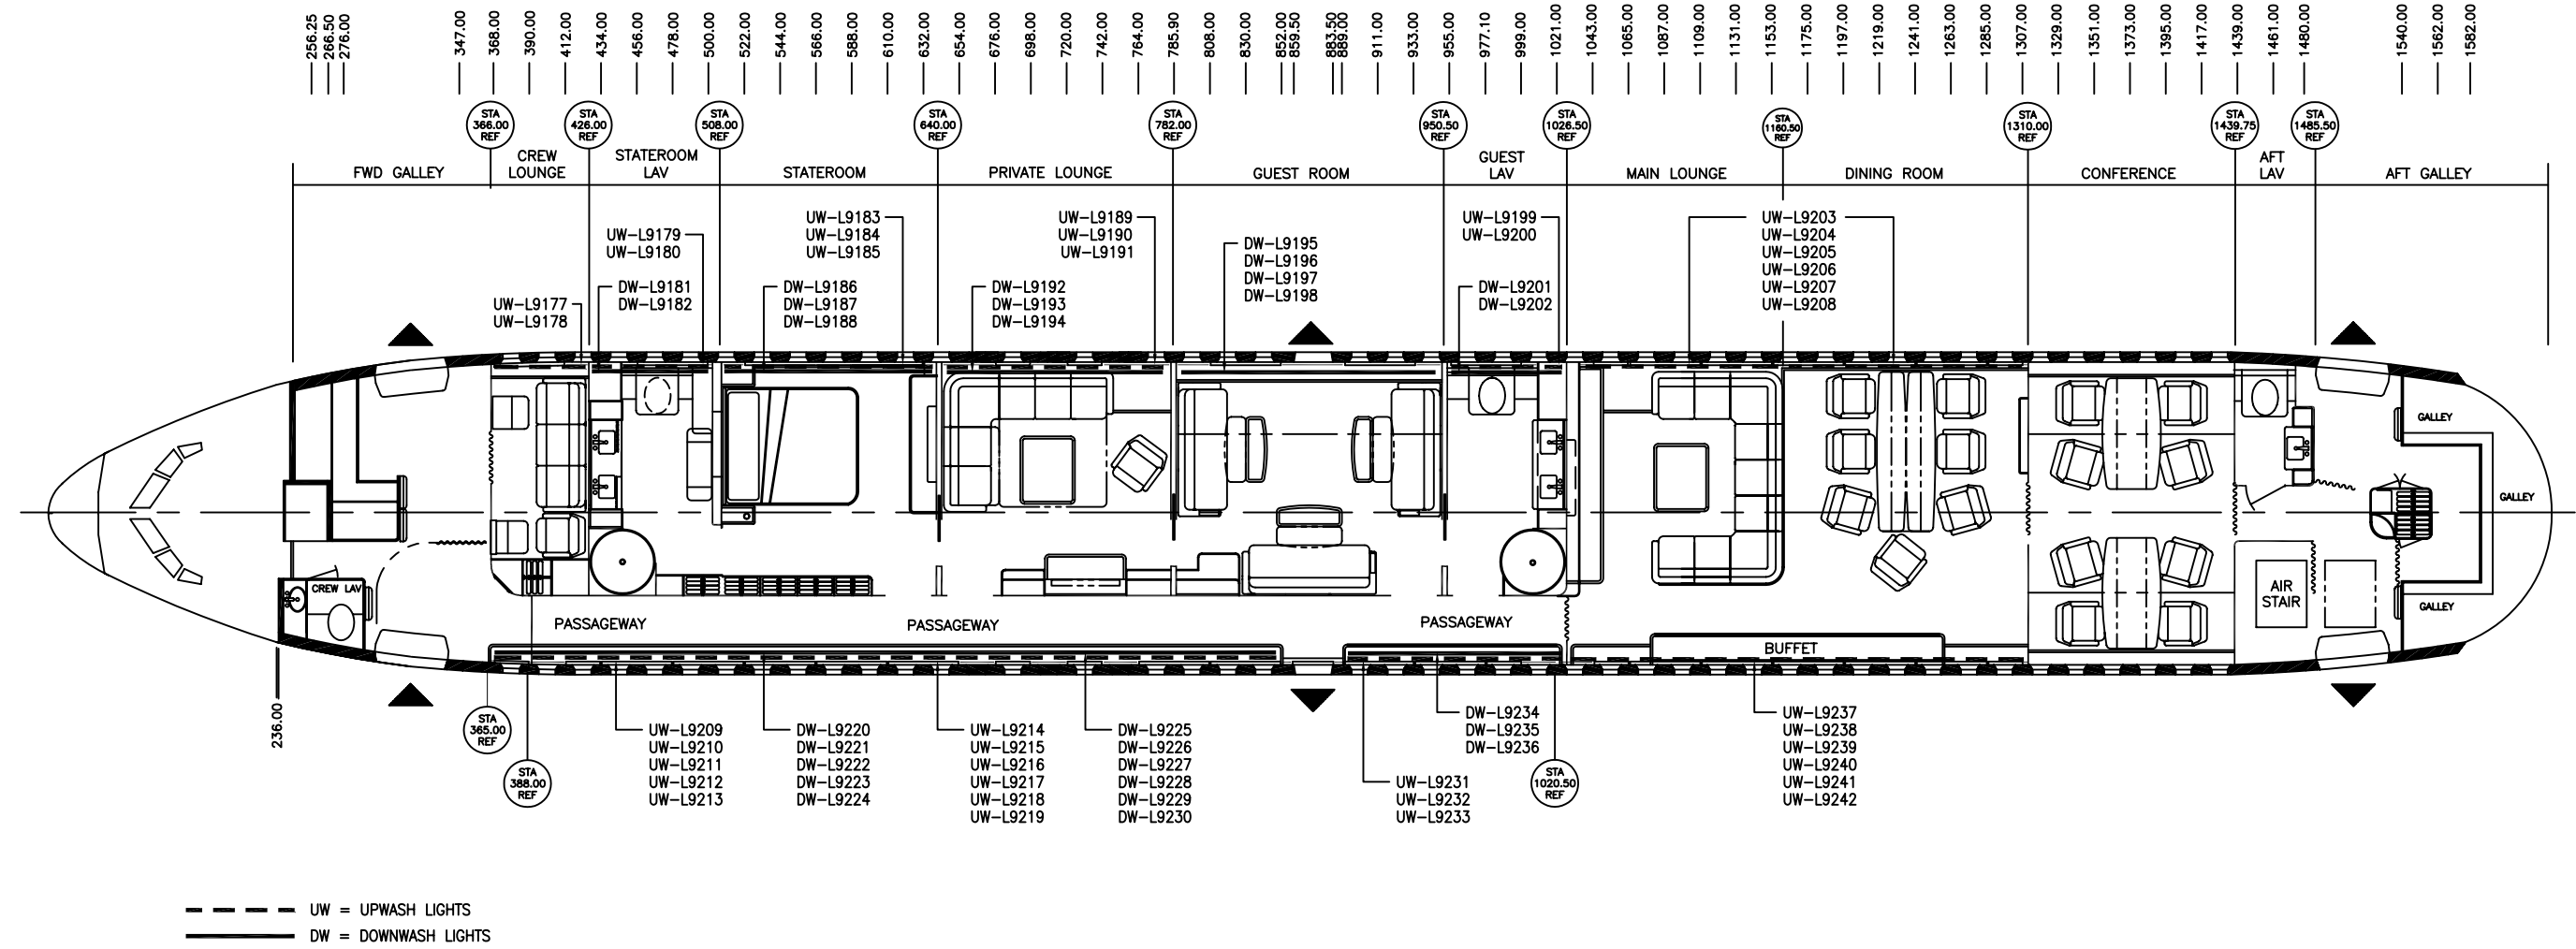 256.25
266.50
276.00
347.00
368.00
390.00
412.00
434.00
456.00
478.00
500.00
522.00
544.00
566.00
588.00
610.00
632.00
654.00
676.00
698.00
720.00
742.00
764.00
785.90
808.00
830.00
852.00
859.50
883.50
889.00
911.00
933.00
955.00
977.10
999.00
1021.00
1043.00
1065.00
1087.00
1109.00
1131.00
1153.00
1175.00
1197.00
1219.00
1241.00
1263.00
1285.00
1307.00
1329.00
1351.00
1373.00
1395.00
1417.00
1439.00
1461.00
1480.00
1540.00
1562.00
1582.00
STA
366.00
REF
STA
426.00
REF
STA
508.00
REF
STA
640.00
REF
STA
782.00
REF
STA
950.50
REF
STA
1026.50
REF
STA
1160.50
REF
STA
1310.00
REF
STA
1439.75
REF
STA
1485.50
REF
FWD GALLEY
CREW
LOUNGE
STATEROOM
LAV
STATEROOM
PRIVATE LOUNGE
GUEST ROOM
GUEST
LAV
MAIN LOUNGE
DINING ROOM
CONFERENCE
AFT
LAV
AFT GALLEY
UW-L9177
UW-L9178
UW-L9179
UW-L9180
DW-L9181
DW-L9182
UW-L9183
UW-L9184
UW-L9185
DW-L9186
DW-L9187
DW-L9188
UW-L9189
UW-L9190
UW-L9191
DW-L9192
DW-L9193
DW-L9194
DW-L9195
DW-L9196
DW-L9197
DW-L9198
UW-L9199
UW-L9200
DW-L9201
DW-L9202
UW-L9203
UW-L9204
UW-L9205
UW-L9206
UW-L9207
UW-L9208
GALLEY
GALLEY
GALLEY
CREW LAV
AIR
STAIR
PASSAGEWAY
PASSAGEWAY
PASSAGEWAY
BUFFET
236.00
STA
365.00
REF
STA
388.00
REF
UW-L9209
UW-L9210
UW-L9211
UW-L9212
UW-L9213
DW-L9220
DW-L9221
DW-L9222
DW-L9223
DW-L9224
UW-L9214
UW-L9215
UW-L9216
UW-L9217
UW-L9218
UW-L9219
DW-L9225
DW-L9226
DW-L9227
DW-L9228
DW-L9229
DW-L9230
UW-L9231
UW-L9232
UW-L9233
DW-L9234
DW-L9235
DW-L9236
STA
1020.50
REF
UW-L9237
UW-L9238
UW-L9239
UW-L9240
UW-L9241
UW-L9242
UW = UPWASH LIGHTS
DW = DOWNWASH LIGHTS